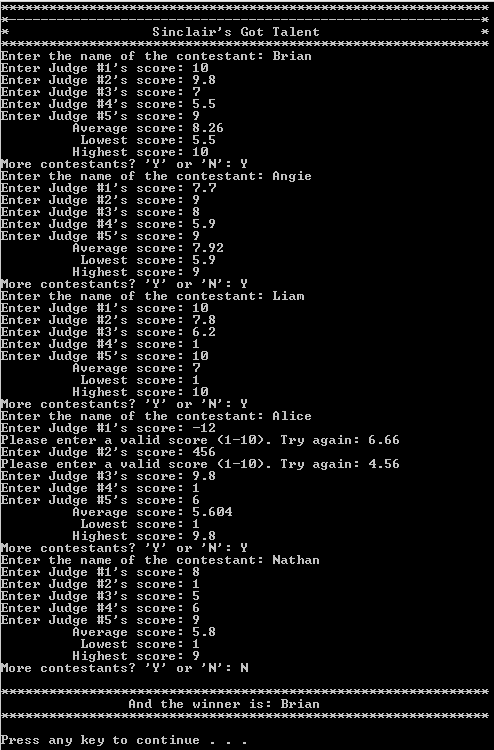 *************************************************************
*-----------------------------------------------------------*
*                  Sinclair's Got Talent                    *
*************************************************************
Enter the name of the contestant: Brian
Enter Judge #1's score: 10
Enter Judge #2's score: 9.8
Enter Judge #3's score: 7
Enter Judge #4's score: 5.5
Enter Judge #5's score: 9
         Average score: 8.26
          Lowest score: 5.5
         Highest score: 10
More contestants? 'Y' or 'N': Y
Enter the name of the contestant: Angie
Enter Judge #1's score: 7.7
Enter Judge #2's score: 9
Enter Judge #3's score: 8
Enter Judge #4's score: 5.9
Enter Judge #5's score: 9
         Average score: 7.92
          Lowest score: 5.9
         Highest score: 9
More contestants? 'Y' or 'N': Y
Enter the name of the contestant: Liam
Enter Judge #1's score: 10
Enter Judge #2's score: 7.8
Enter Judge #3's score: 6.2
Enter Judge #4's score: 1
Enter Judge #5's score: 10
         Average score: 7
          Lowest score: 1
         Highest score: 10
More contestants? 'Y' or 'N': Y
Enter the name of the contestant: Alice
Enter Judge #1's score: -12
Please enter a valid score (1-10). Try again: 6.66
Enter Judge #2's score: 456
Please enter a valid score (1-10). Try again: 4.56
Enter Judge #3's score: 9.8
Enter Judge #4's score: 1
Enter Judge #5's score: 6
         Average score: 5.604
          Lowest score: 1
         Highest score: 9.8
More contestants? 'Y' or 'N': Y
Enter the name of the contestant: Nathan
Enter Judge #1's score: 8
Enter Judge #2's score: 1
Enter Judge #3's score: 5
Enter Judge #4's score: 6
Enter Judge #5's score: 9
         Average score: 5.8
          Lowest score: 1
         Highest score: 9
More contestants? 'Y' or 'N': N
*************************************************************
                And the winner is: Brian
*************************************************************
Press any key to continue . . .